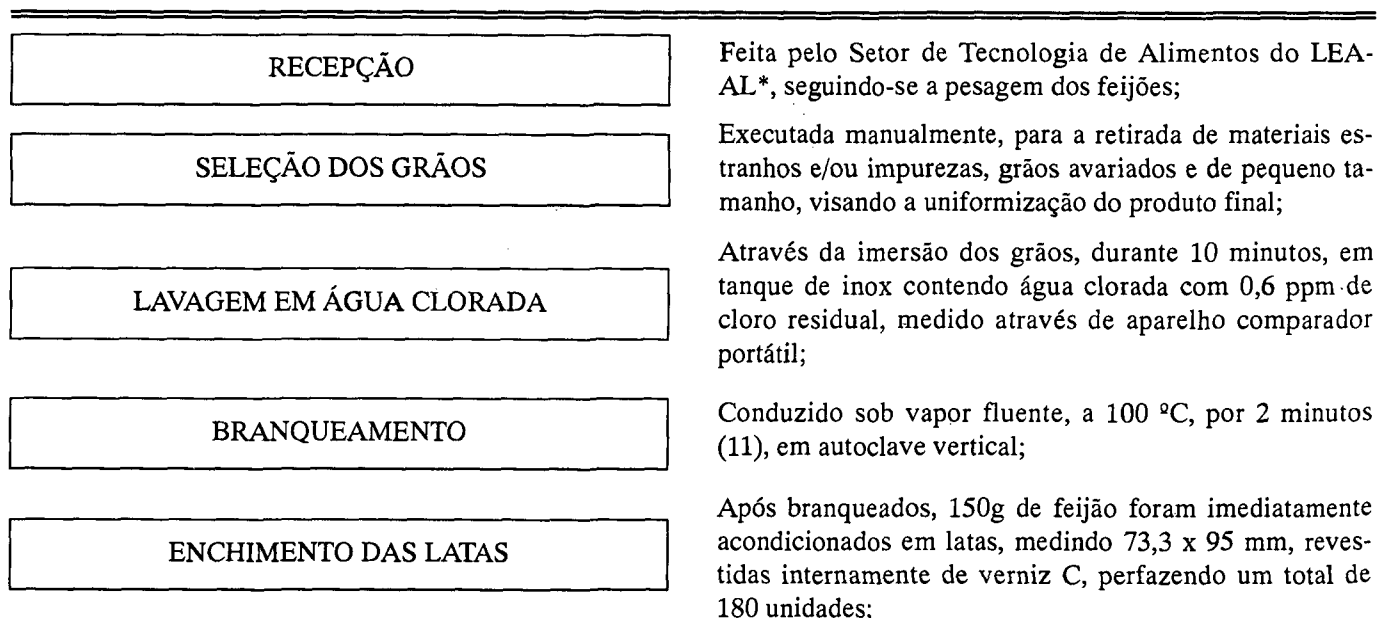 RECEPÇÃO
Feita pelo Setor de Tecnologia de Alimentos do LEA-
AL*, seguindo-se a pesagem dos feijões;
SELEÇÃO DOS GRÃOS
Executada manualmente, para a retirada de materiais es-
tranhos e/ou impurezas, grãos avariados e de pequeno ta-
manho, visando a uniformização do produto final;
LAVAGEM EM ÁGUA CLORADA
Através da imersão dos grãos, durante 10 minutos, em
tanque de inox contendo água clorada com 0,6 ppm de
cloro residual, medido através de aparelho comparador
portátil;
BRANQUEAMENTO
Conduzido sob vapor fluente, a 100 ºC, por 2 minutos
(11), em autoclave vertical;
ENCHIMENTO DAS LATAS
Após branqueados, 150g de feijão foram imediatamente
acondicionados em latas, medindo 73,3 x 95 mm, reves-
tidas internamente de verniz C, perfazendo um total de
180 unidades;